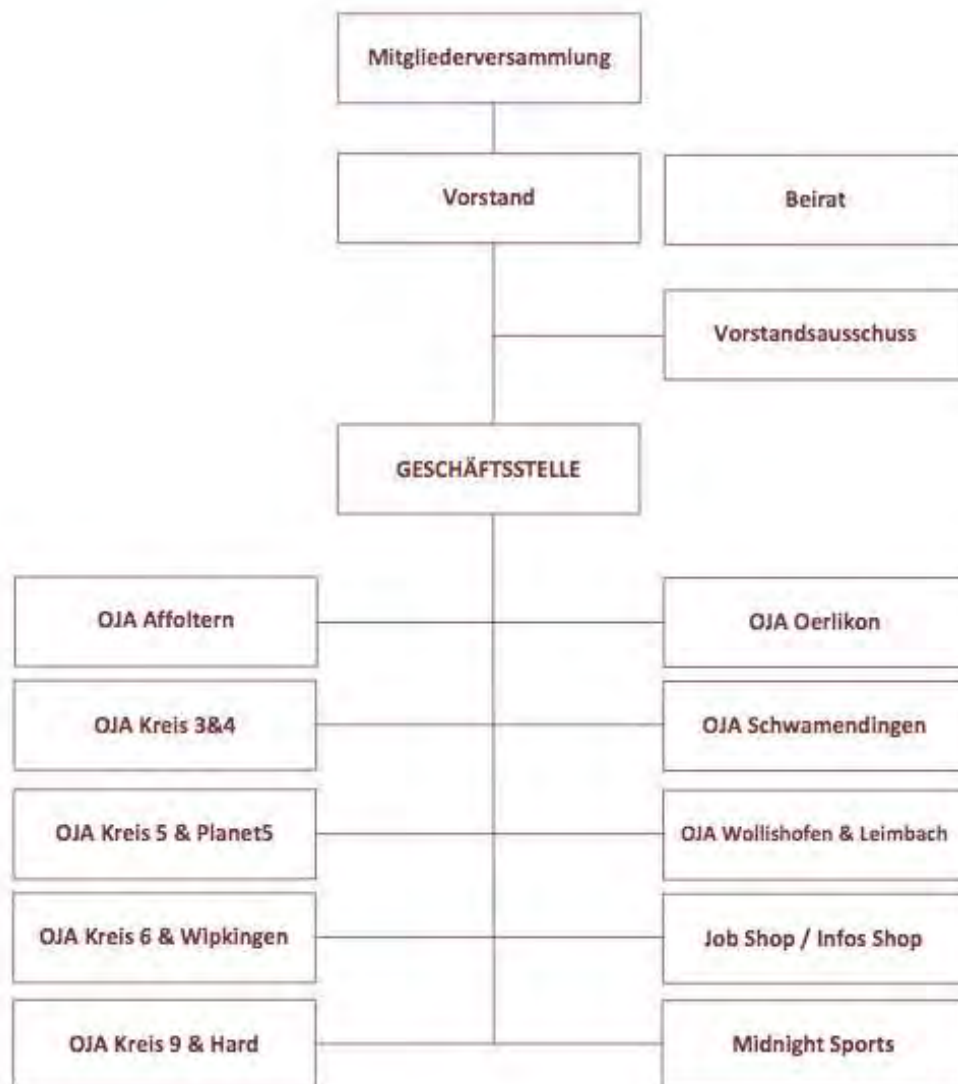 Mitgliederversammlung
Vorstand
Beirat
Vorstandsausschuss
GESCHÄFTSSTELLE
OJA Affoltern
OJA Oerlikon
OJA Kreis 3&4
OJA Schwamendingen
OJA Kreis 5 & Planet5
OJA Wollishofen & Leimbach
OJA Kreis 6 & Wipkingen
Job Shop / Infos Shop
OJA Kreis 9 & Hard
Midnight Sports